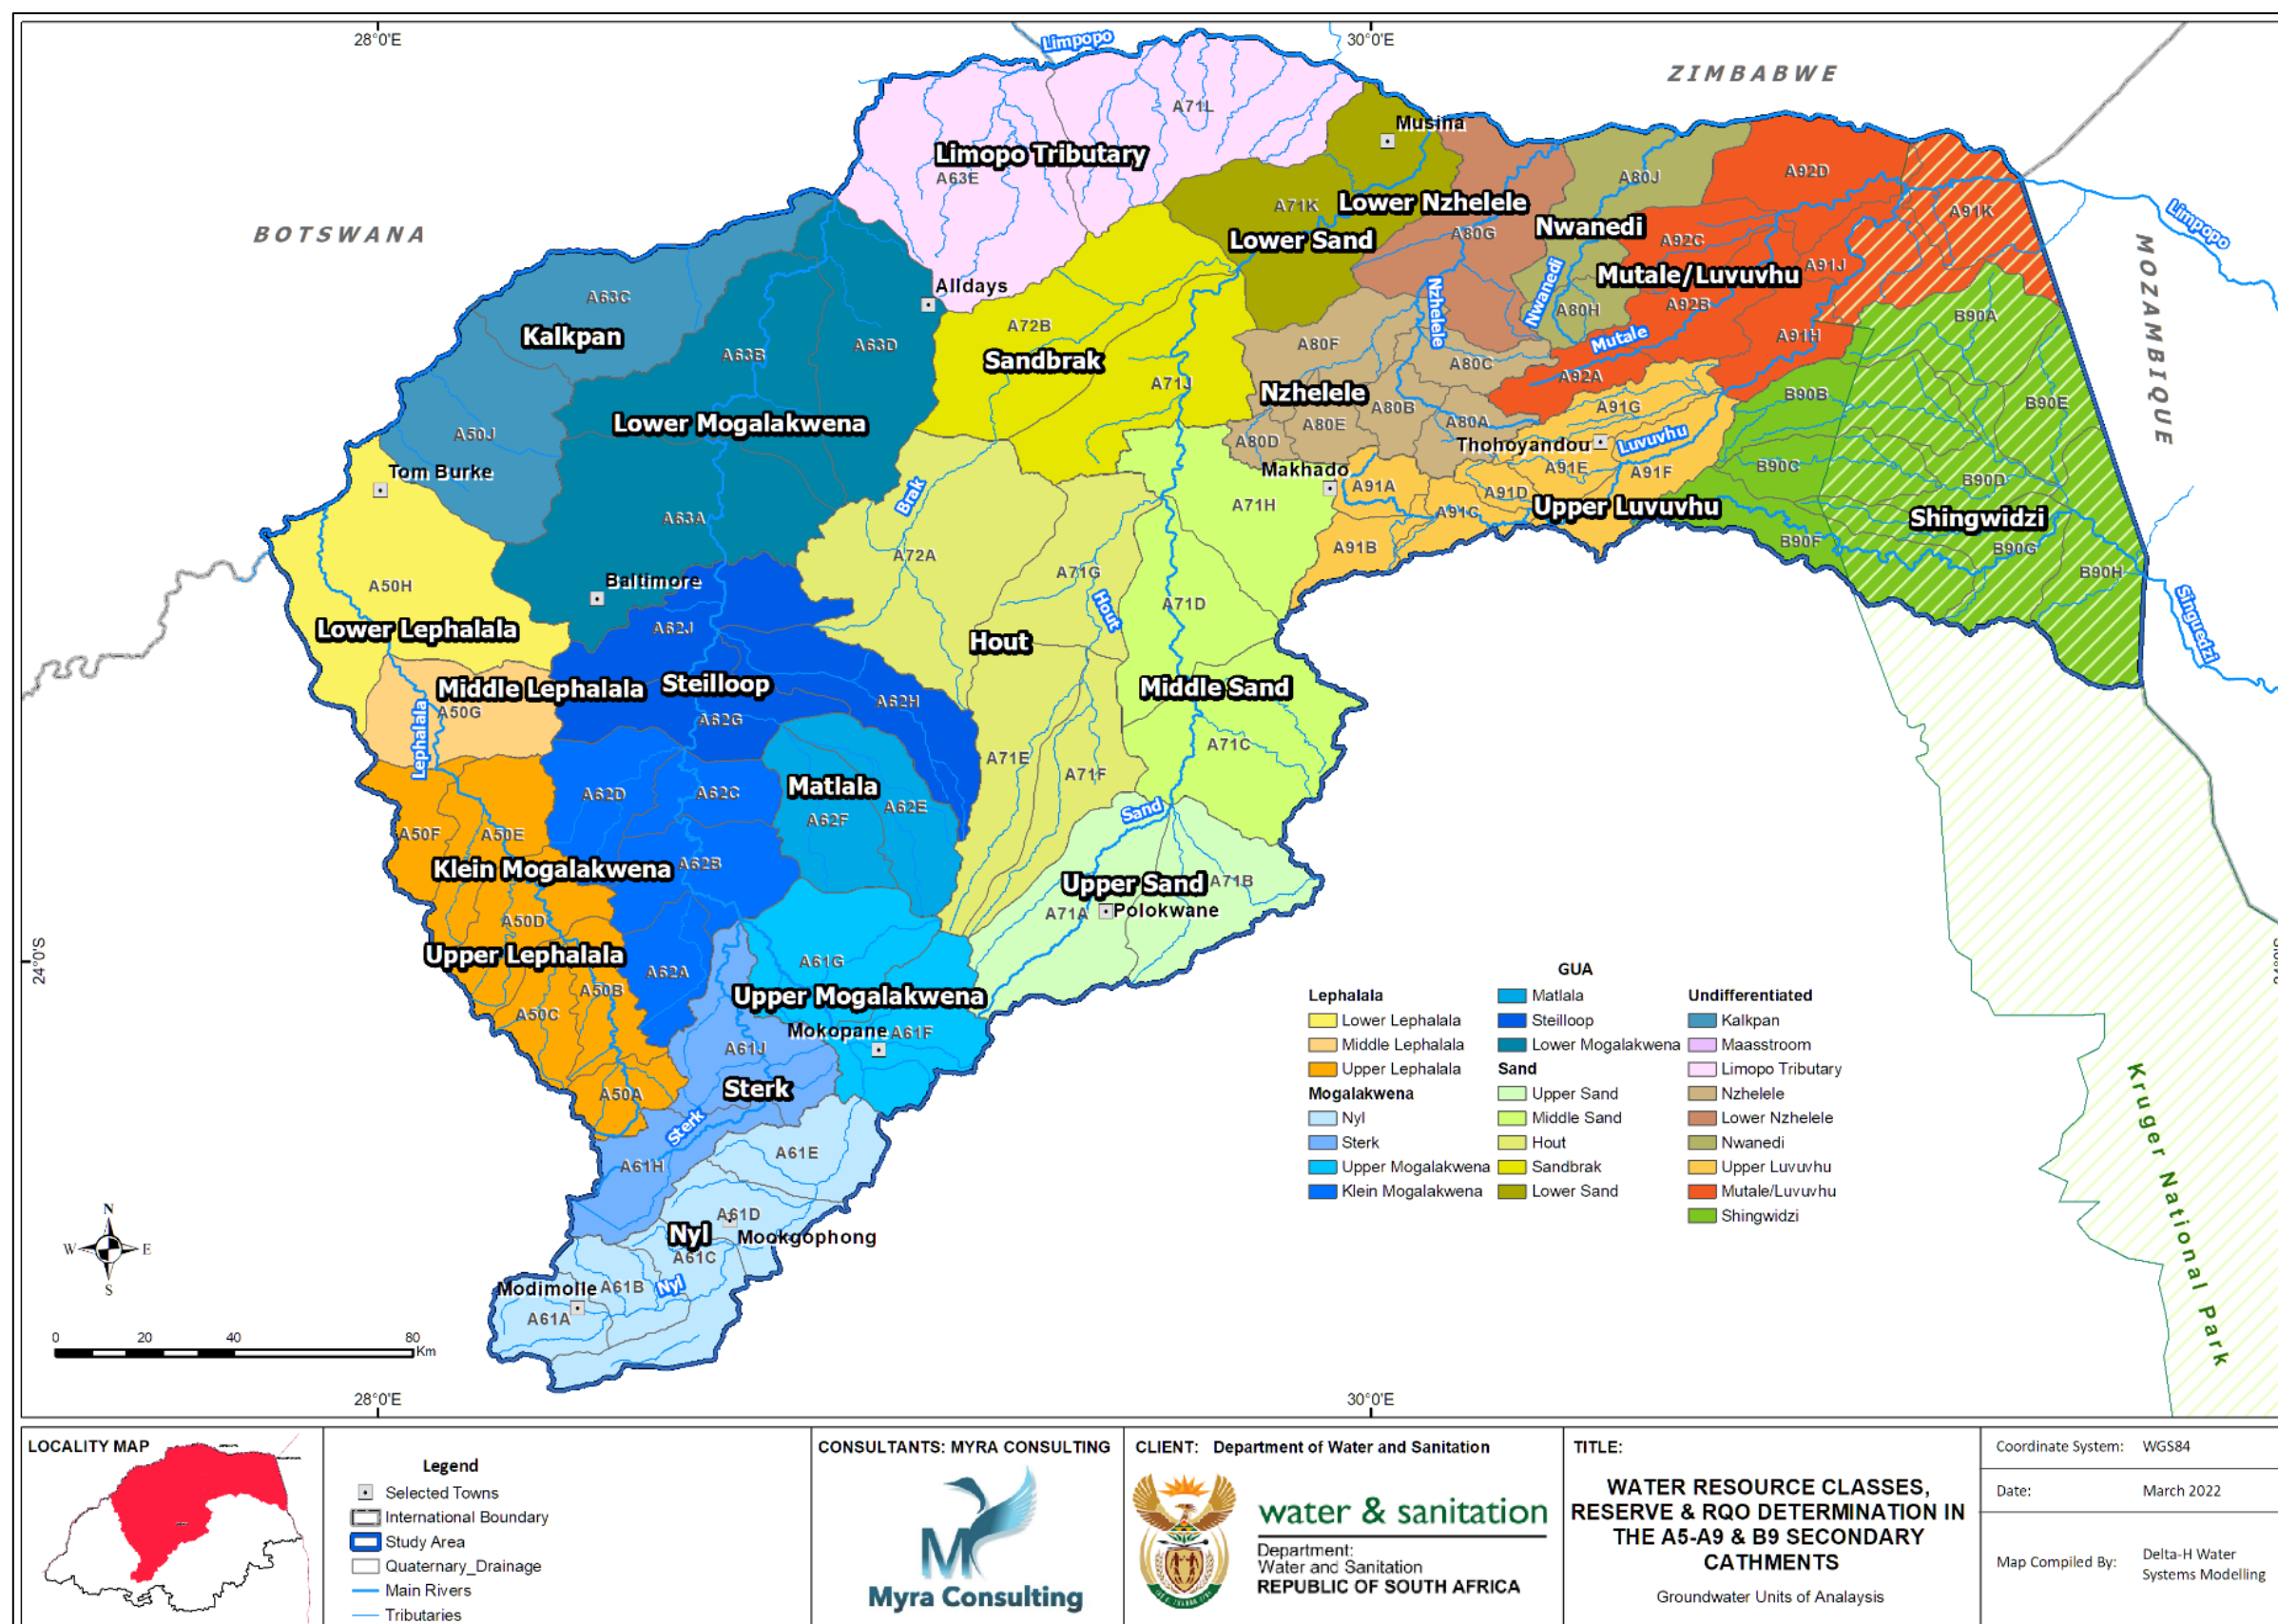 28°0'E
30°0'E
Limpopo
ZIMBABWE
A71L
Musina
Limopo Tributary
A63E
A80J
A92D
BOTSWANA
A71K
Lower Nzhelele
A91K
Limpopo
Lower Sand
A80G
Nwanedi
A92C
MOZAMBIQUE
Mutale/Luvuvhu
A91J
Alldays
A63C
Nzhelele
Nwanedi
A80H
A92B
B90A
Kalkpan
A72B
A63B
A63D
A80F
Mutale
A91H
Sandbrak
A80C
A71J
A92A
Nzhelele
A80B
A91G
B90B
B90E
Lower Mogalakwena
A80E
A80A
A50J
A80D
Thohoyandou
Luvuvhu
Tom Burke
Makhado
A91E
A91F
B90C
A91A
A91D
B90D
Brak
A71H
A91C
Upper Luvuvhu
A63A
Shingwidzi
A91B
B90F
B90G
A72A
A71G
B90H
A50H
Baltimore
A71D
Hout
Singuedzi
Lower Lephalala
A62J
Hout
Middle Lephalala
Steilloop
Middle Sand
A50G
A62G
A62H
Lephalala
A71C
A71E
A71F
Matlala
A62D
A62C
A62E
A62F
Sand
A50F
A50E
Klein Mogalakwena
A62B
Upper Sand
A71B
A71A
Polokwane
A50D
Upper Lephalala
24°0'S
A62A
A61G
A50B
Upper Mogalakwena
A50C
Mokopane
A61F
A61J
Sterk
A50A
Sterk
A61E
A61H
A61D
Nyl
Mookgophong
A61C
Modimolle
A61B
Nyl
A61A
Kruger National Park
GUA
Lephalala
Lower Lephalala
Middle Lephalala
Upper Lephalala
Mogalakwena
Nyl
Sterk
Upper Mogalakwena
Klein Mogalakwena
Matlala
Steilloop
Lower Mogalakwena
Sand
Upper Sand
Middle Sand
Hout
Sandbrak
Lower Sand
Undifferentiated
Kalkpan
Maasstroom
Limopo Tributary
Nzhelele
Lower Nzhelele
Nwanedi
Upper Luvuvhu
Mutale/Luvuvhu
Shingwidzi
N
W
E
S
0
20
40
80
Km
28°0'E
30°0'E
LOCALITY MAP
Legend
Selected Towns
International Boundary
Study Area
Quaternary_Drainage
Main Rivers
Tributaries
CONSULTANTS: MYRA CONSULTING
M
Myra Consulting
CLIENT: Department of Water and Sanitation
water & sanitation
Department:
Water and Sanitation
REPUBLIC OF SOUTH AFRICA
TITLE:
WATER RESOURCE CLASSES,
RESERVE & RQO DETERMINATION IN
THE A5-A9 & B9 SECONDARY
CATHMENTS
Groundwater Units of Analaysis
Coordinate System: WGS84
Date: March 2022
Map Compiled By: Delta-H Water
Systems Modelling